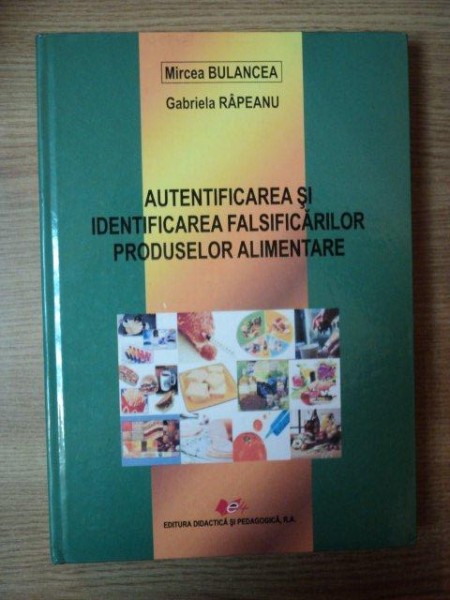 Mircea BULANCEA
Gabriela RÂPEANU
AUTENTIFICAREA ŞI
IDENTIFICAREA FALSIFICĂRILOR
PRODUSELOR ALIMENTARE
EDITURA DIDACTICĂ ŞI PEDAGOGICĂ, R.A.